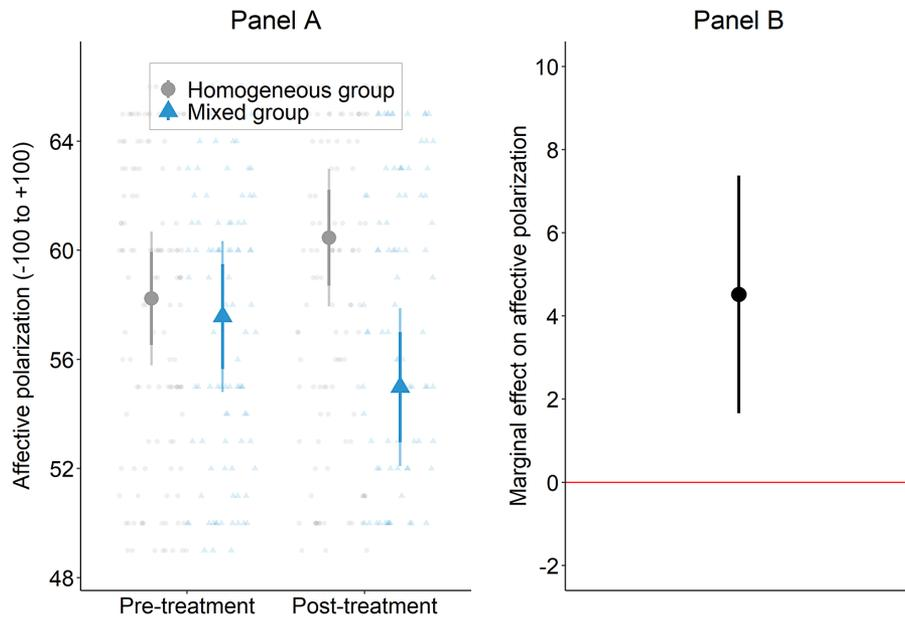 Panel A
Affective polarization (-100 to +100)
64
60
56
52
48
Homogeneous group
Mixed group
Pre-treatment
Post-treatment
Panel B
Marginal effect on affective polarization
10
8
6
4
2
0
-2